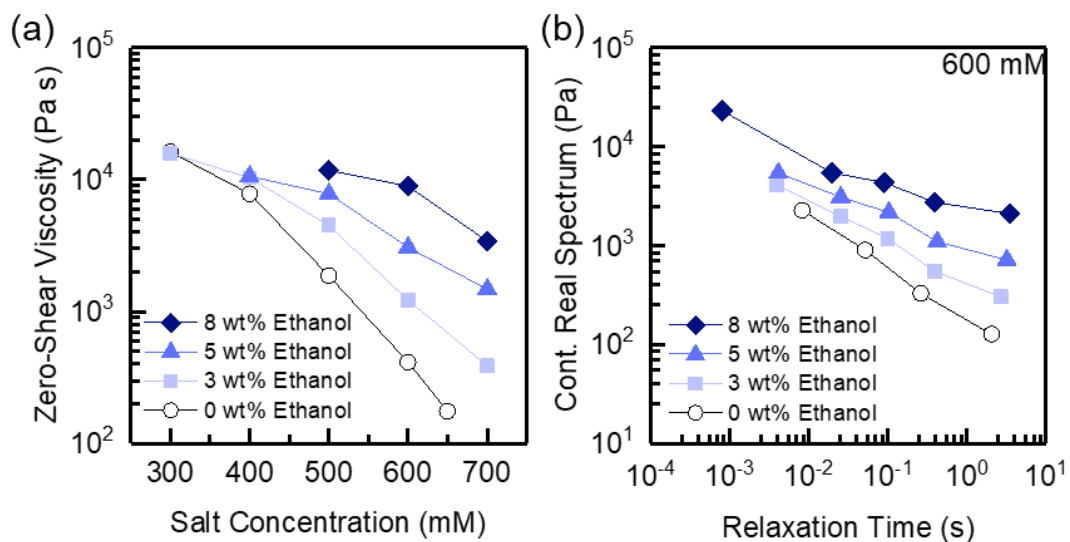 (a)
10^5
10^4
10^3
10^2
Zero-Shear Viscosity (Pa s)
8 wt% Ethanol
5 wt% Ethanol
3 wt% Ethanol
0 wt% Ethanol
300 400 500 600 700
Salt Concentration (mM)
(b)
600 mM
10^5
10^4
10^3
10^2
10^1
Cont. Real Spectrum (Pa)
8 wt% Ethanol
5 wt% Ethanol
3 wt% Ethanol
0 wt% Ethanol
10^-4 10^-3 10^-2 10^-1 10^0 10^1
Relaxation Time (s)